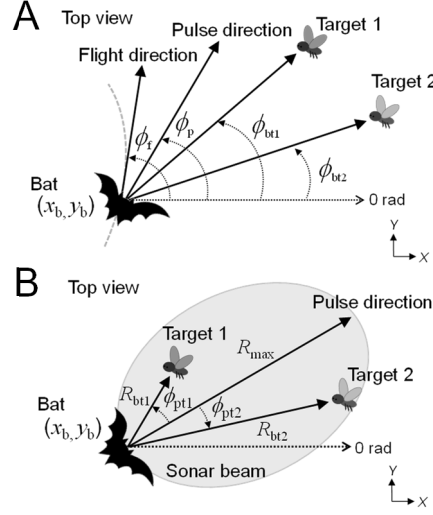 A
Top view
Target 1
Pulse direction
Flight direction
Target 2
ϕf
ϕp
ϕbt1
ϕbt2
Bat
(xb, yb)
0 rad
Y
X
B
Top view
Pulse direction
Target 1
Rmax
Target 2
Rbt1
ϕpt1
ϕpt2
Bat
(xb, yb)
Rbt2
0 rad
Sonar beam
Y
X